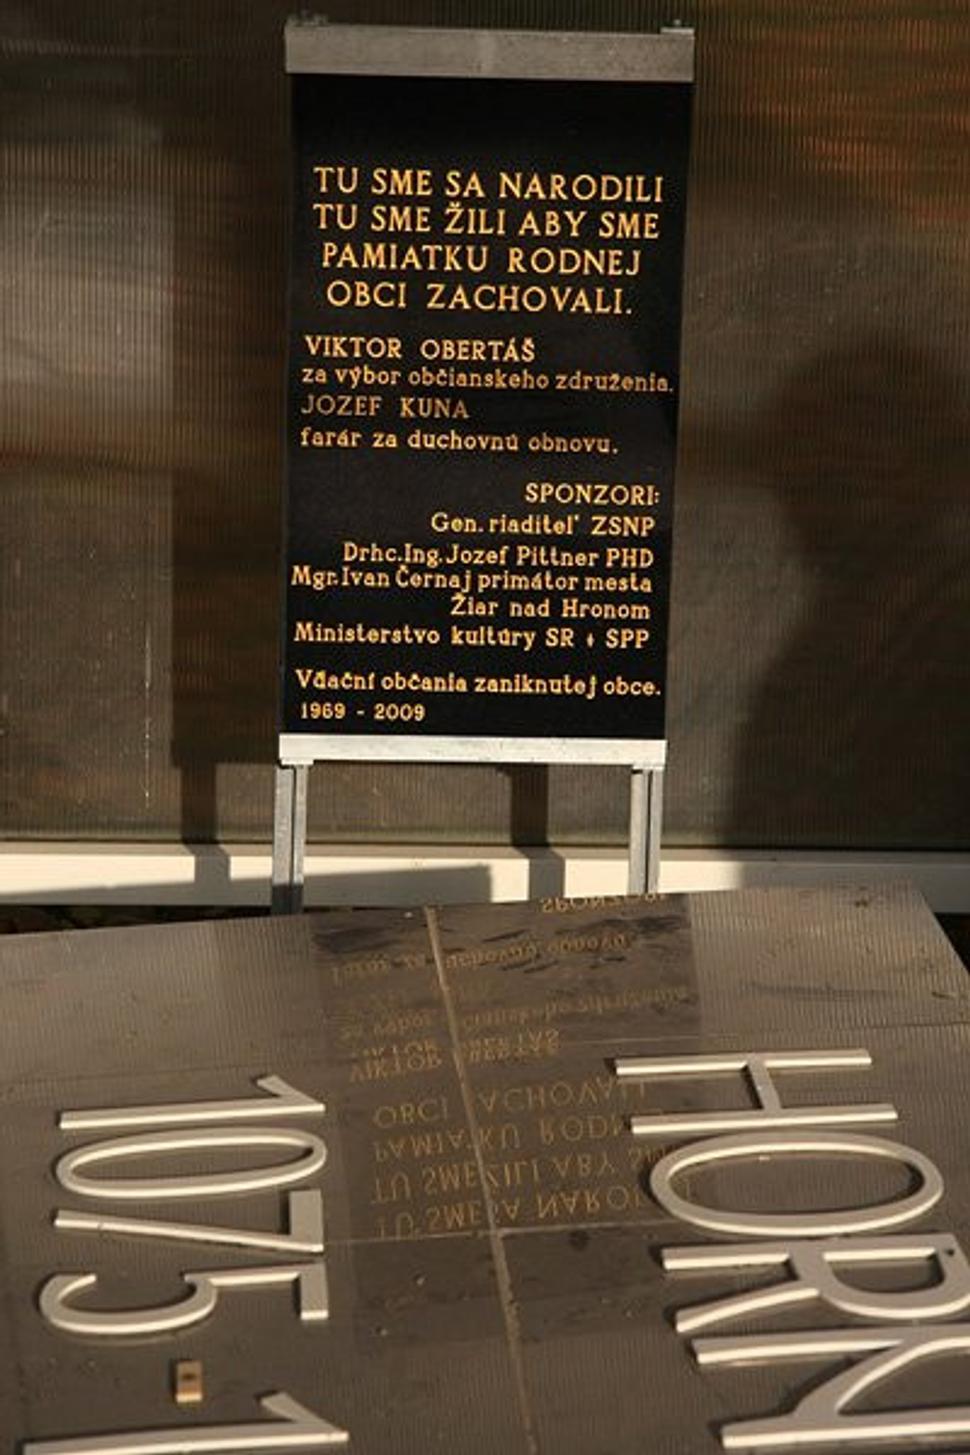 TU SME SA NARODILI
TU SME ŽILI ABY SME
PAMIATKU RODNEJ
OBCI ZACHOVALI.
VIKTOR OBERTÁŠ
za výbor občianskeho združenia.
JOZEF KUNA
farár za duchovnú obnovu.
SPONZORI:
Gen. riaditeľ ZSNP
Drhc.Ing.Jozef Pittner PHD
Mgr.Ivan Černaj primátor mesta
Žiar nad Hronom
Ministerstvo kultúry SR + SPP
Vďační občania zaniknutej obce.
1969 - 2009
HORN
1075 - 1